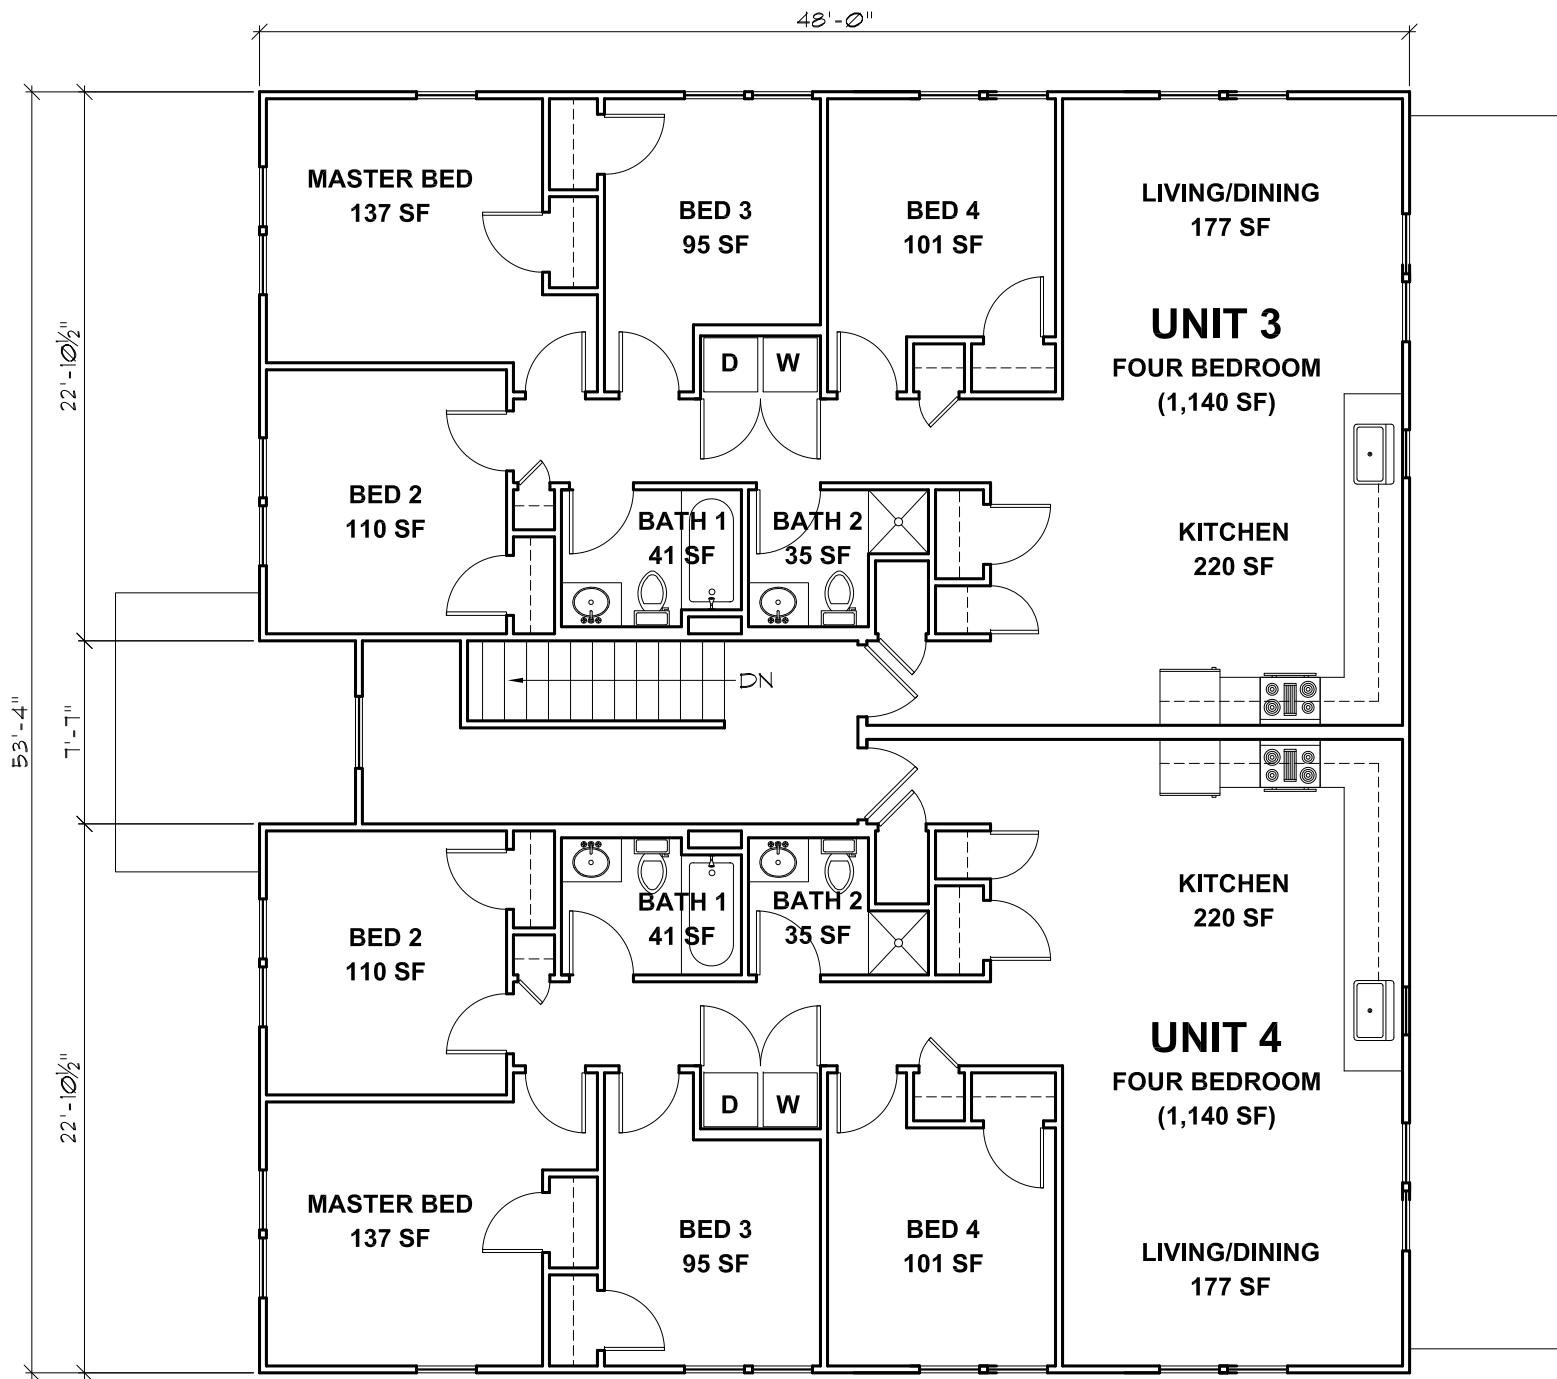 48'-0"
MASTER BED
137 SF
BED 3
95 SF
BED 4
101 SF
LIVING/DINING
177 SF
UNIT 3
FOUR BEDROOM
(1,140 SF)
D
W
22'-10½"
BED 2
110 SF
BATH 1
41 SF
BATH 2
35 SF
KITCHEN
220 SF
DN
53'-4"
7'-7"
KITCHEN
220 SF
BATH 1
41 SF
BATH 2
35 SF
BED 2
110 SF
UNIT 4
FOUR BEDROOM
(1,140 SF)
22'-10½"
D
W
MASTER BED
137 SF
BED 3
95 SF
BED 4
101 SF
LIVING/DINING
177 SF